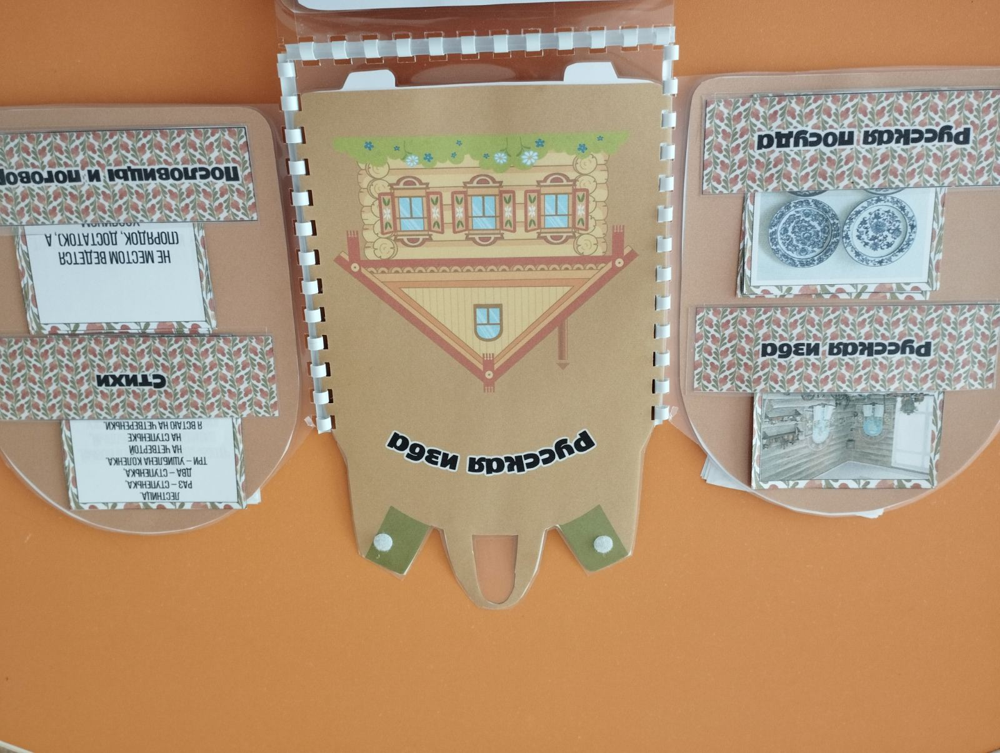 Русская изба
Русская изба
Русская посуда
Стихи
ЛЕСТНИЦА.
РАЗ – СТУПЕНЬКА,
ДВА – СТУПЕНЬКА,
ТРИ – УШИБЛЕНА КОЛЕНКА.
НА ЧЕТВЕРТОЙ
НА СТУПЕНЬКЕ
Я ВСТАЮ НА ЧЕТВЕРЕНЬКИ.
Пословицы и поговор
НЕ МЕСТОМ ВЕДЕТСЯ
(ПОРЯДОК, ДОСТАТОК), А